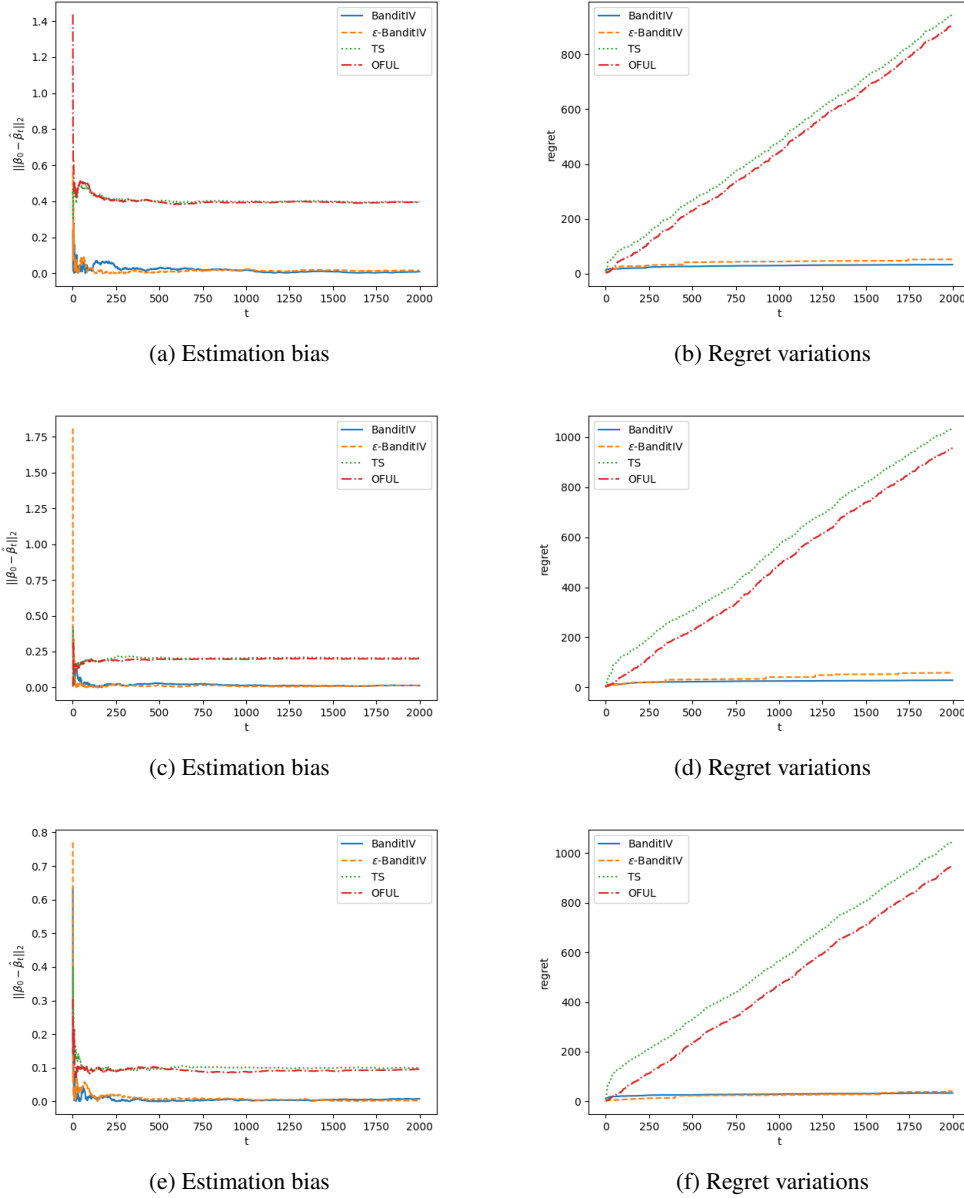 1.4
1.2
1.0
0.8
0.6
0.4
0.2
0.0
||β₀ − β̂ₜ||₂
BanditIV
ε-BanditIV
TS
OFUL
0 250 500 750 1000 1250 1500 1750 2000
t
(a) Estimation bias
800
600
400
200
0
regret
BanditIV
ε-BanditIV
TS
OFUL
0 250 500 750 1000 1250 1500 1750 2000
t
(b) Regret variations
1.75
1.50
1.25
1.00
0.75
0.50
0.25
0.00
||β₀ − β̂ₜ||₂
BanditIV
ε-BanditIV
TS
OFUL
0 250 500 750 1000 1250 1500 1750 2000
t
(c) Estimation bias
1000
800
600
400
200
0
regret
BanditIV
ε-BanditIV
TS
OFUL
0 250 500 750 1000 1250 1500 1750 2000
t
(d) Regret variations
0.8
0.7
0.6
0.5
0.4
0.3
0.2
0.1
0.0
||β₀ − β̂ₜ||₂
BanditIV
ε-BanditIV
TS
OFUL
0 250 500 750 1000 1250 1500 1750 2000
t
(e) Estimation bias
1000
800
600
400
200
0
regret
BanditIV
ε-BanditIV
TS
OFUL
0 250 500 750 1000 1250 1500 1750 2000
t
(f) Regret variations